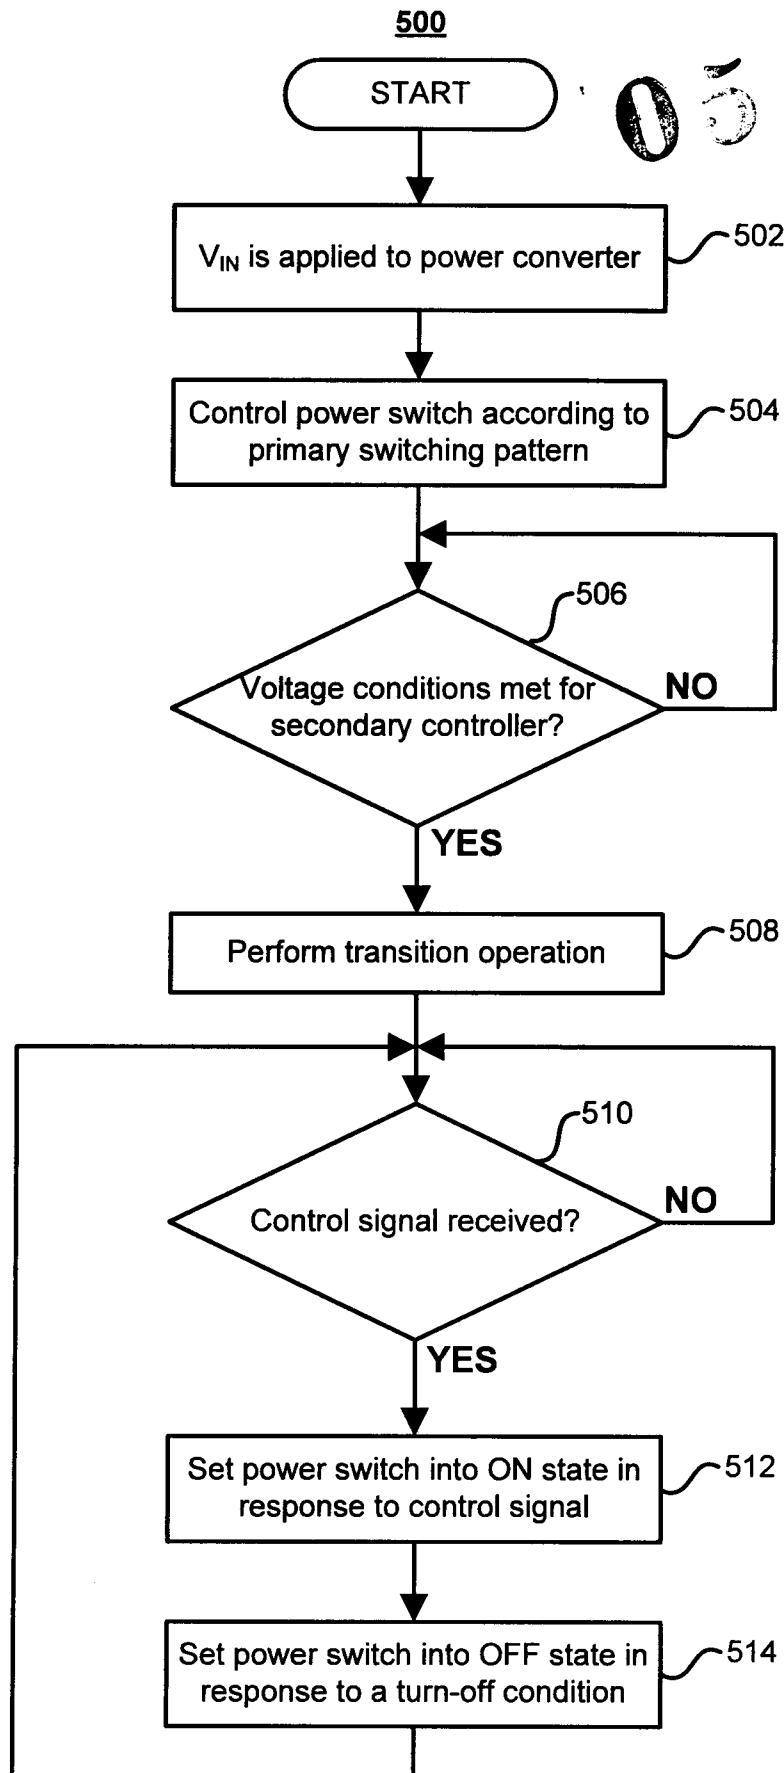 500
START
05
V_IN is applied to power converter
502
Control power switch according to
primary switching pattern
504
506
Voltage conditions met for
secondary controller?
NO
YES
Perform transition operation
508
510
Control signal received?
NO
YES
Set power switch into ON state in
response to control signal
512
Set power switch into OFF state in
response to a turn-off condition
514